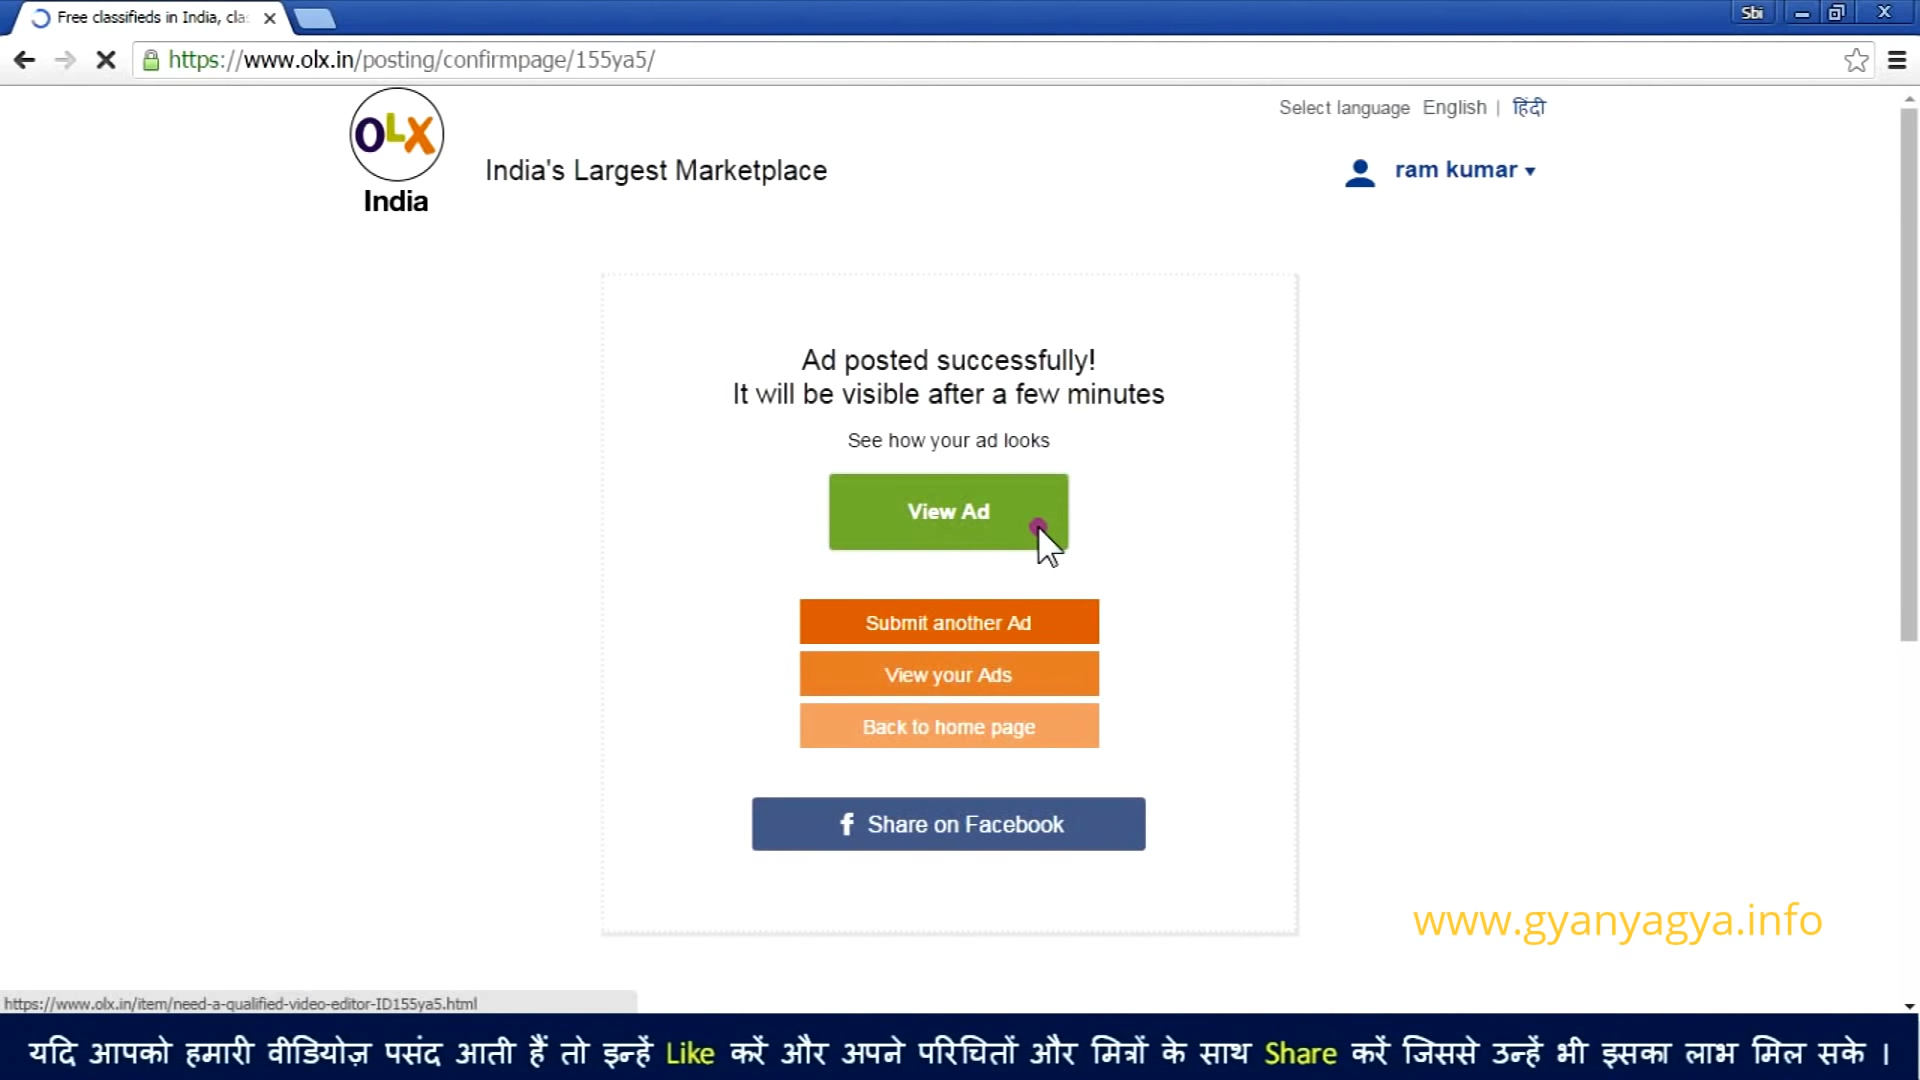 Free classifieds in India, cla
Sbi
https://www.olx.in/posting/confirmpage/155ya5/
Select language English | हिंदी
OLX
India
India's Largest Marketplace
ram kumar
Ad posted successfully!
It will be visible after a few minutes
See how your ad looks
View Ad
Submit another Ad
View your Ads
Back to home page
f Share on Facebook
www.gyanyagya.info
https://www.olx.in/item/need-a-qualified-video-editor-ID155ya5.html
यदि आपको हमारी वीडियोज़ पसंद आती हैं तो इन्हें Like करें और अपने परिचितों और मित्रों के साथ Share करें जिससे उन्हें भी इसका लाभ मिल सके ।